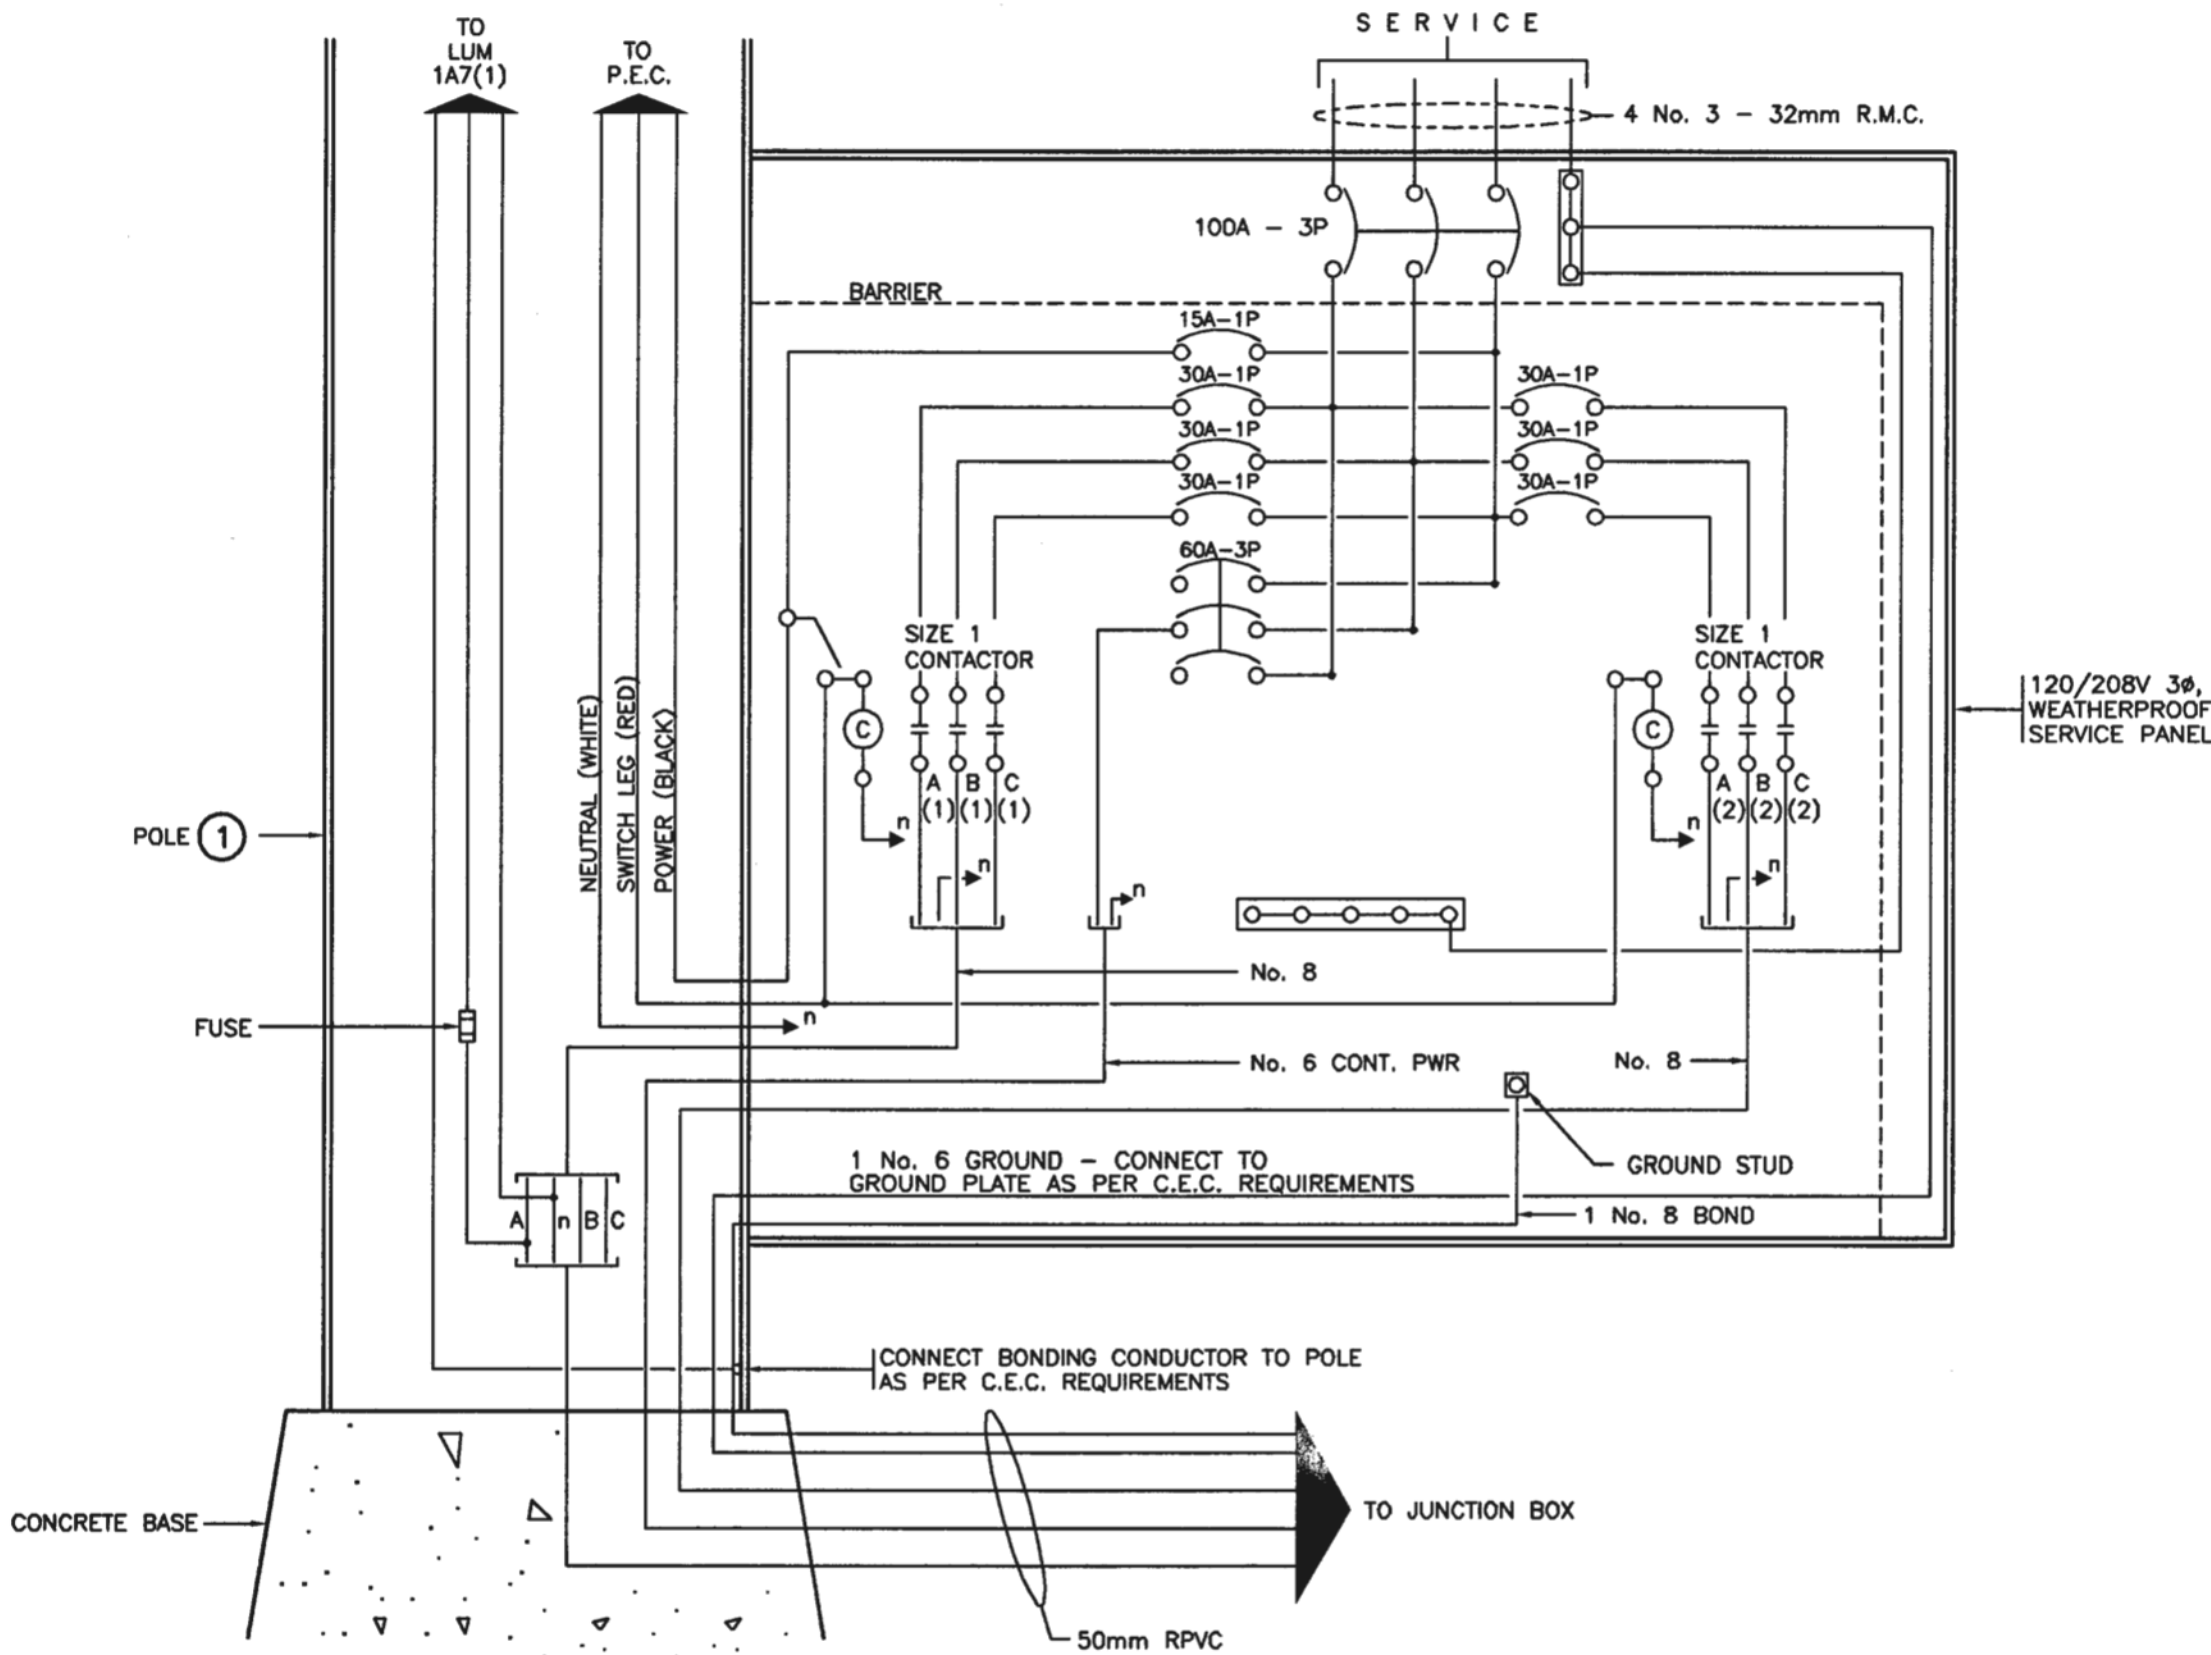 S E R V I C E
TO
LUM
1A7(1)
TO
P.E.C.
4 No. 3 - 32mm R.M.C.
100A - 3P
BARRIER
15A-1P
30A-1P
30A-1P
30A-1P
30A-1P
30A-1P
30A-1P
60A-3P
SIZE 1
CONTACTOR
SIZE 1
CONTACTOR
120/208V 3ø,
WEATHERPROOF
SERVICE PANEL
NEUTRAL (WHITE)
SWITCH LEG (RED)
POWER (BLACK)
C
C
A B C
(1) (1) (1)
A B C
(2) (2) (2)
n
n
n
n
n
POLE 1
No. 8
n
FUSE
No. 6 CONT. PWR
No. 8
1 No. 6 GROUND - CONNECT TO
GROUND PLATE AS PER C.E.C. REQUIREMENTS
GROUND STUD
1 No. 8 BOND
A n B C
CONNECT BONDING CONDUCTOR TO POLE
AS PER C.E.C. REQUIREMENTS
CONCRETE BASE
TO JUNCTION BOX
50mm RPVC